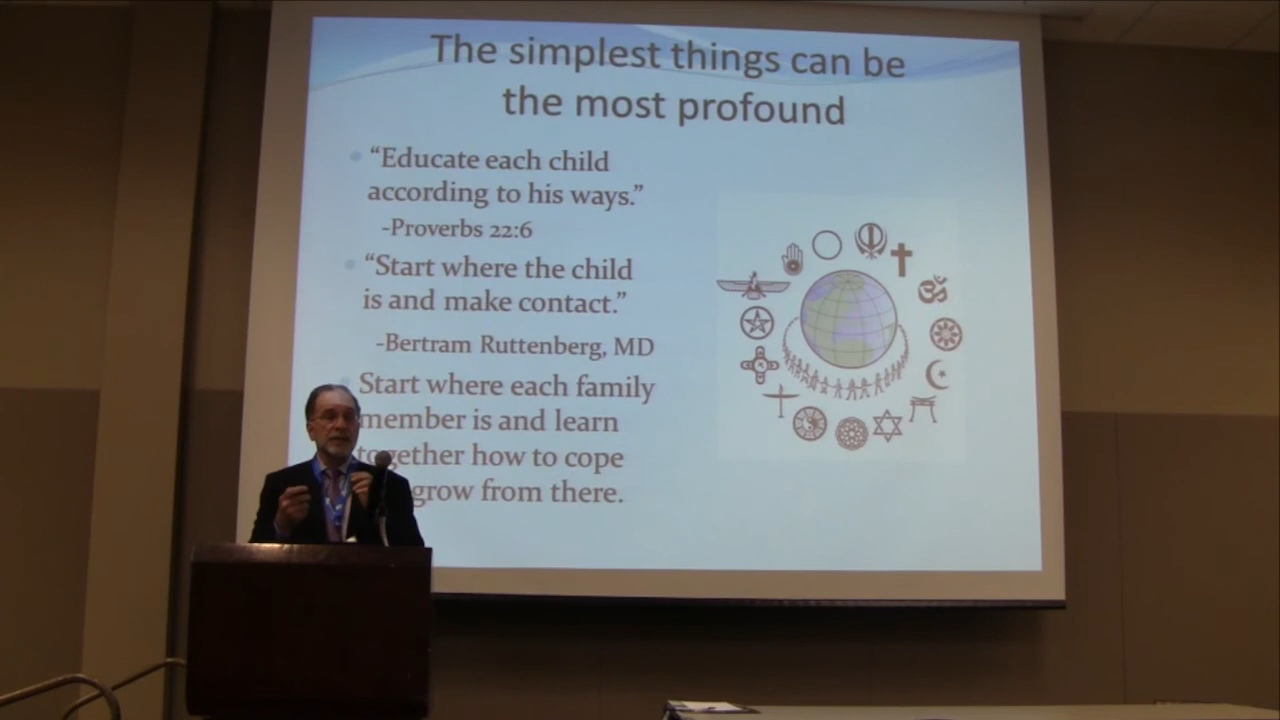 The simplest things can be
the most profound
• “Educate each child
according to his ways.”
-Proverbs 22:6
• “Start where the child
is and make contact.”
-Bertram Ruttenberg, MD
Start where each family
member is and learn
together how to cope
grow from there.